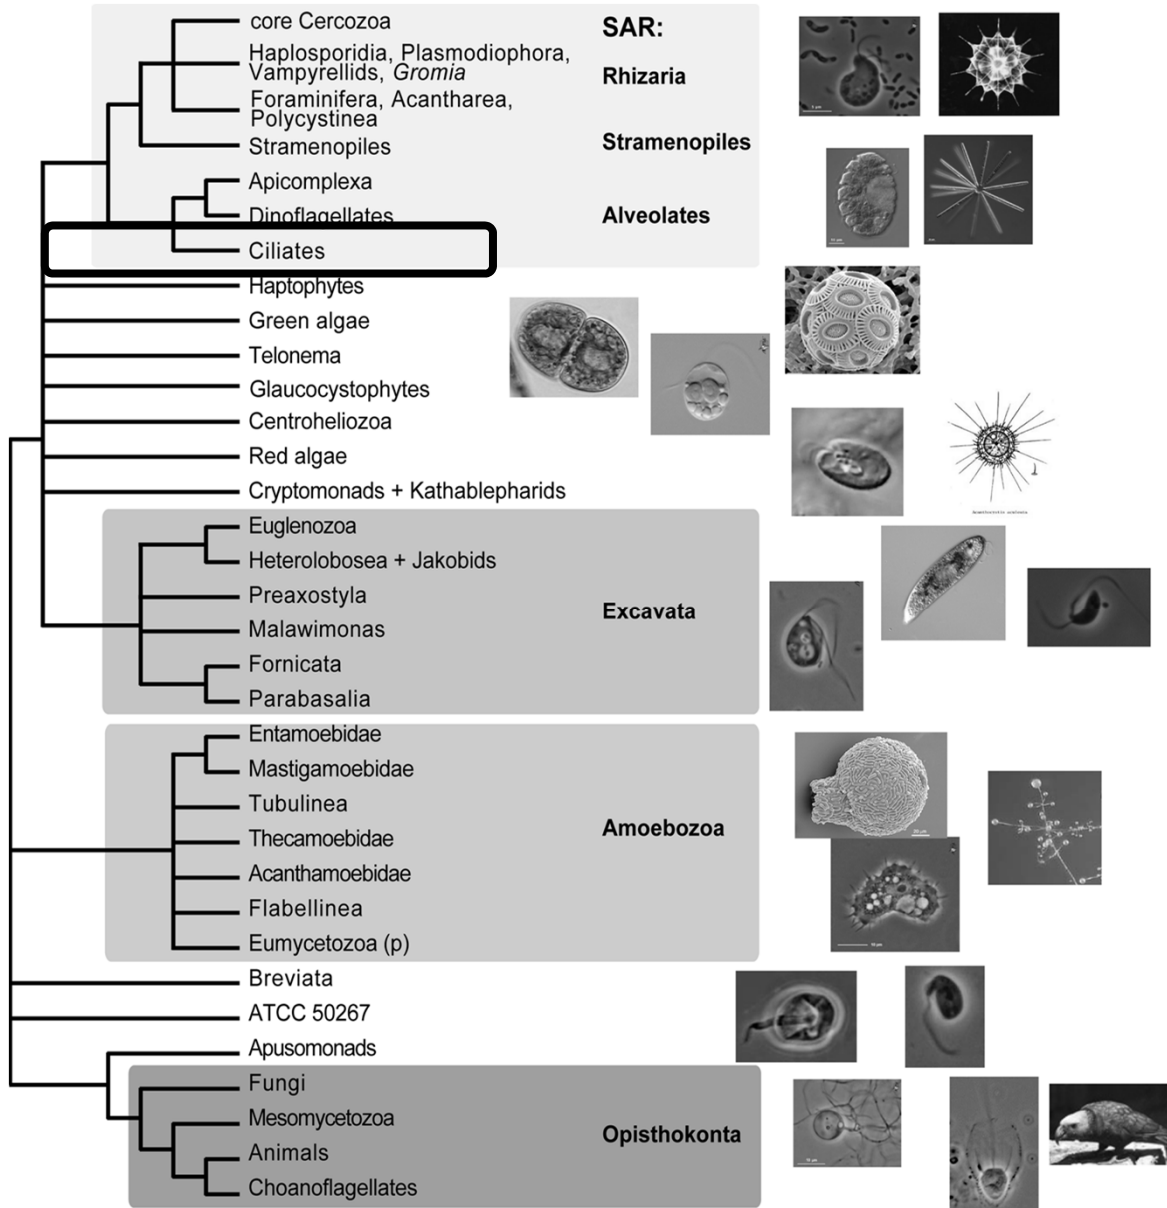 core Cercozoa
SAR:
Haplosporidia, Plasmodiophora,
Vampyrellids, Gromia
Rhizaria
Foraminifera, Acantharea,
Polycystinea
Stramenopiles
Stramenopiles
Apicomplexa
Dinoflagellates
Alveolates
Ciliates
Haptophytes
Green algae
Telonema
Glaucocystophytes
Centroheliozoa
Red algae
Cryptomonads + Kathablepharids
Euglenozoa
Heterolobosea + Jakobids
Preaxostyla
Excavata
Malawimonas
Fornicata
Parabasalia
Entamoebidae
Mastigamoebidae
Tubulinea
Amoebozoa
Thecamoebidae
Acanthamoebidae
Flabellinea
Eumycetozoa (p)
Breviata
ATCC 50267
Apusomonads
Fungi
Mesomycetozoa
Opisthokonta
Animals
Choanoflagellates